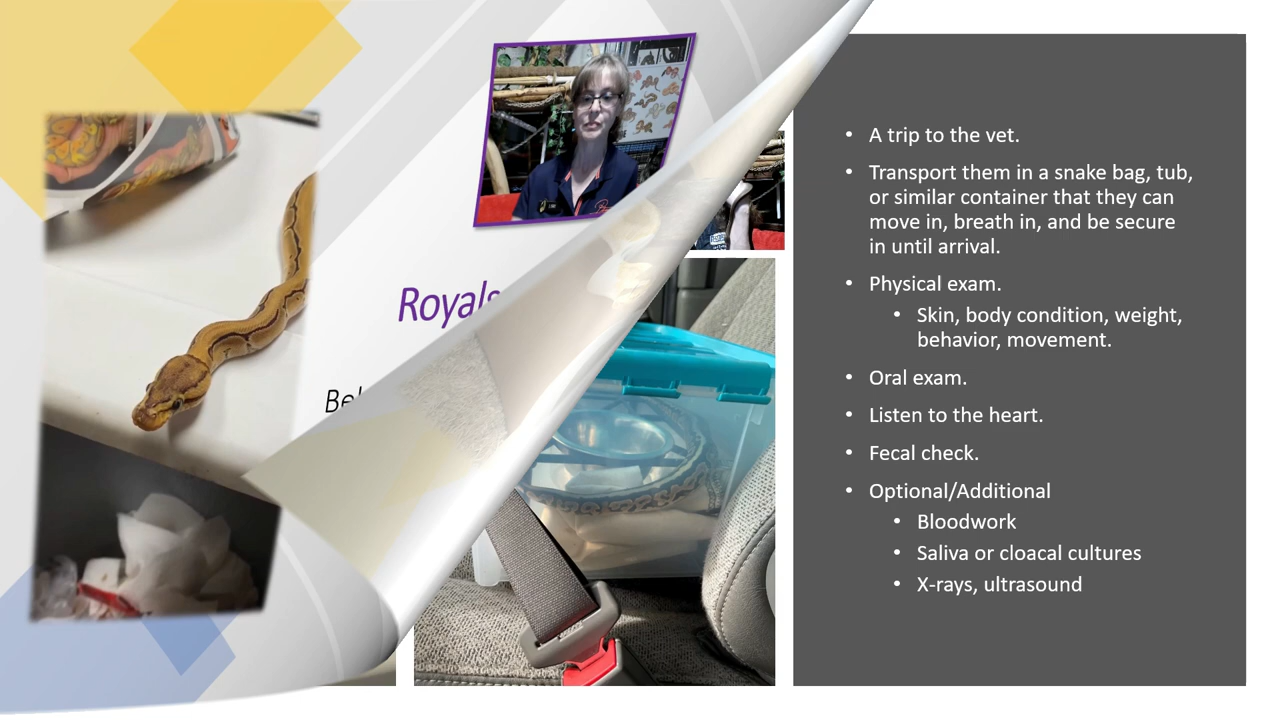 Royals
Bel
• A trip to the vet.
• Transport them in a snake bag, tub,
or similar container that they can
move in, breath in, and be secure
in until arrival.
• Physical exam.
• Skin, body condition, weight,
behavior, movement.
• Oral exam.
• Listen to the heart.
• Fecal check.
• Optional/Additional
• Bloodwork
• Saliva or cloacal cultures
• X-rays, ultrasound